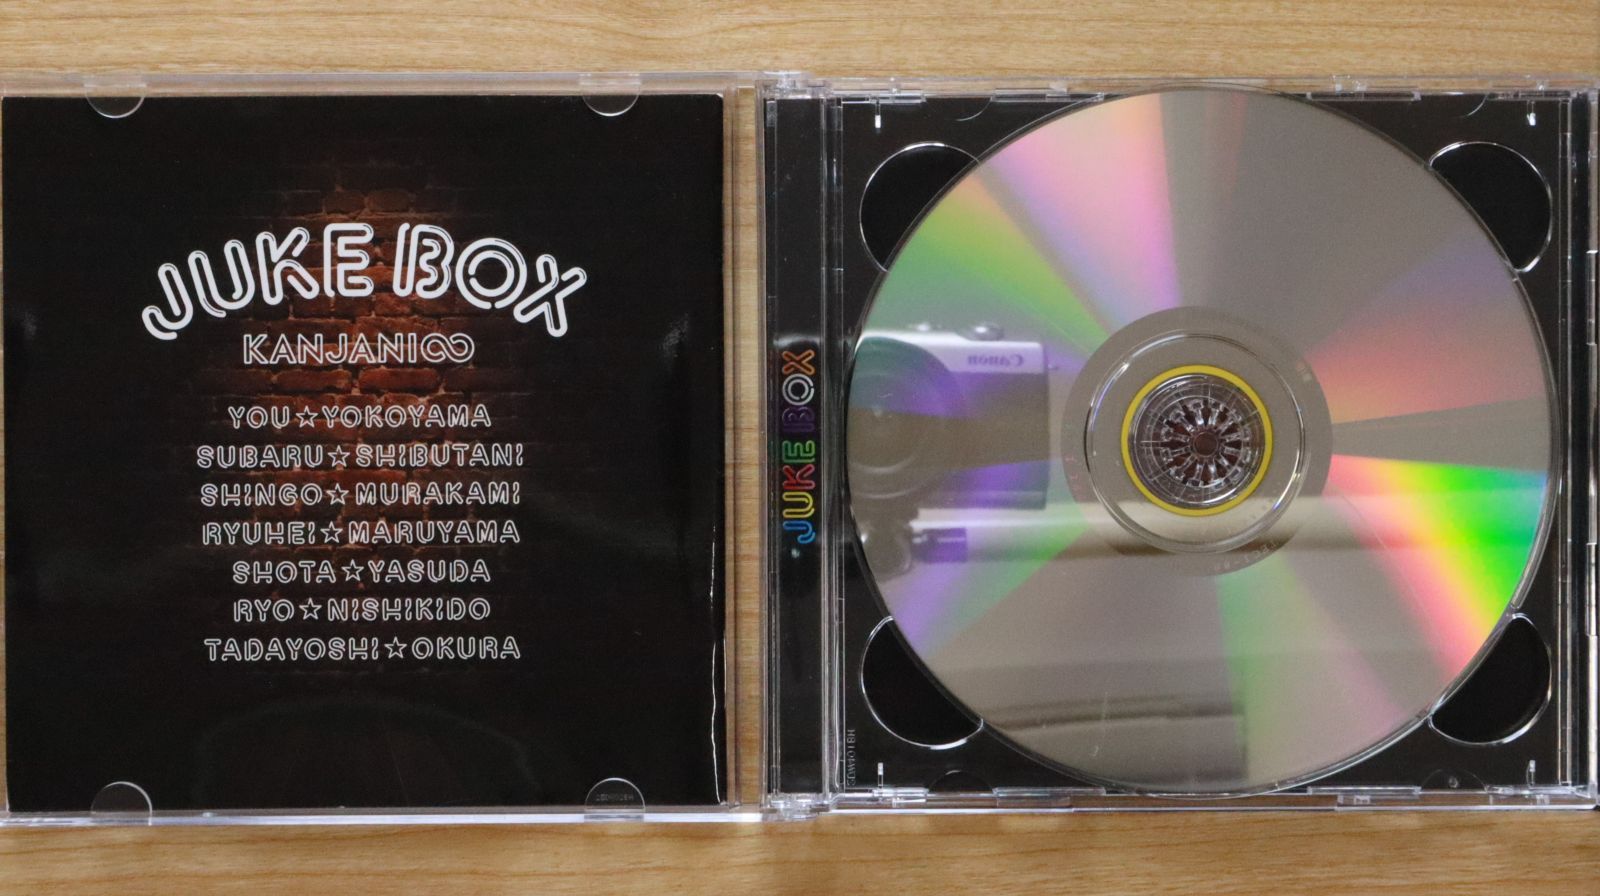 JUKE BOX
KANJANI∞
YOU☆YOKOYAMA
SUBARU☆SHIBUTANI
SHINGO☆MURAKAMI
RYUHEI☆MARUYAMA
SHOTA☆YASUDA
RYO☆NISHIKIDO
TADAYOSHI☆OKURA
JUKE BOX
Canon